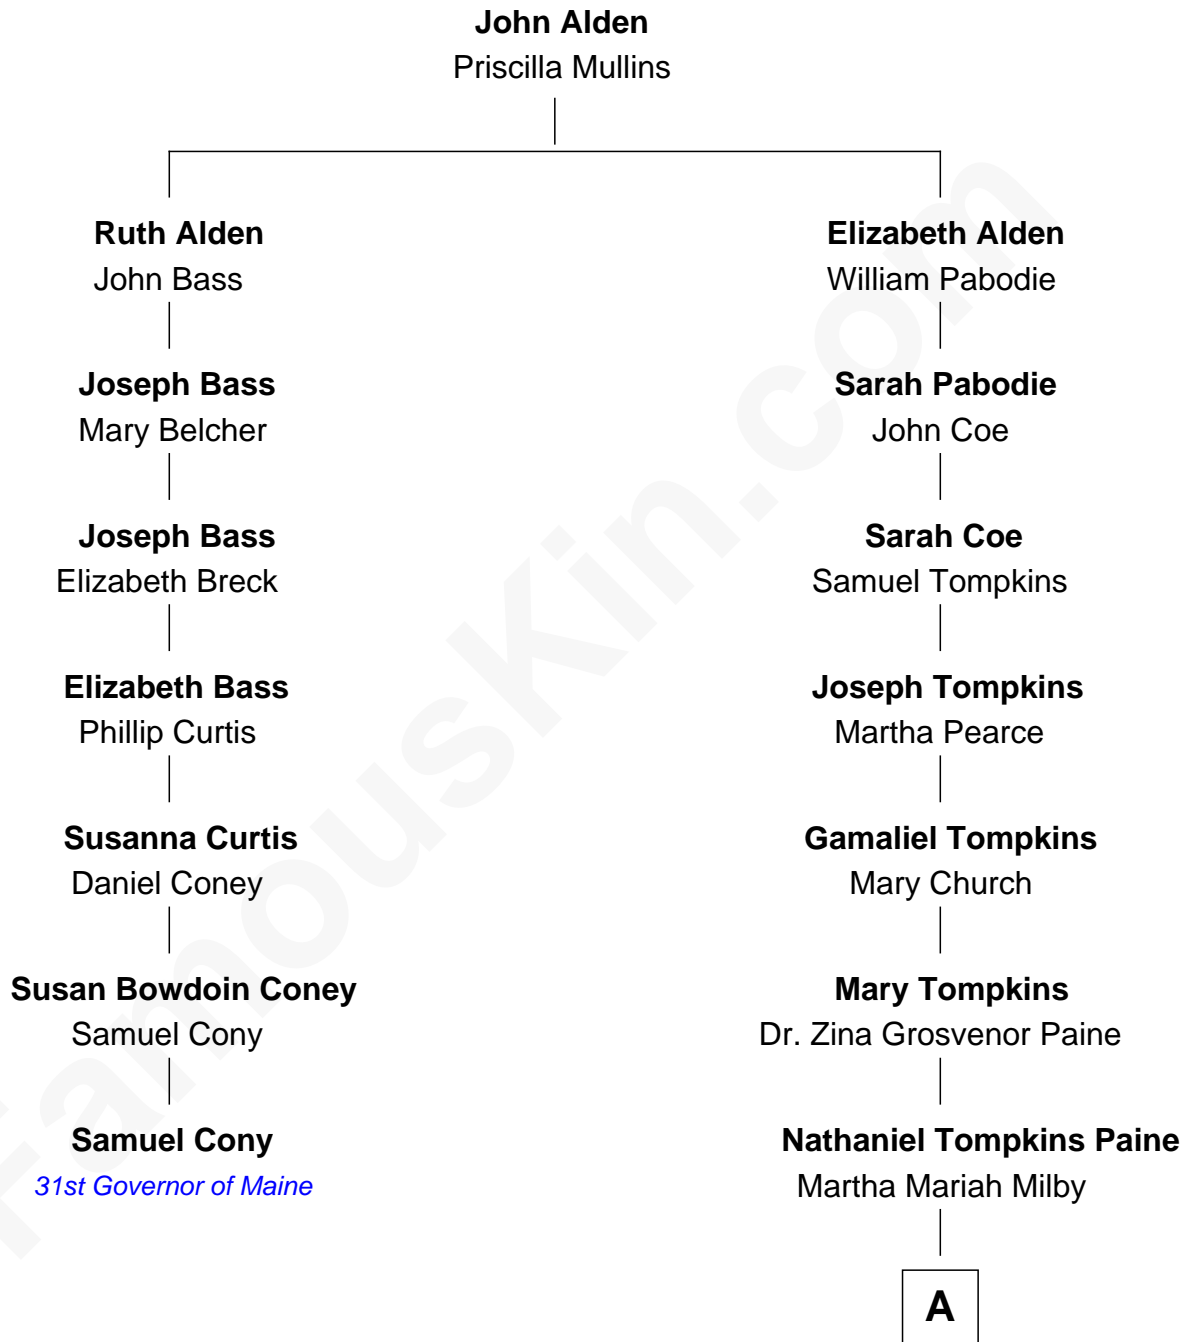 John Alden
Priscilla Mullins
Ruth Alden
John Bass
Joseph Bass
Mary Belcher
Joseph Bass
Elizabeth Breck
Elizabeth Bass
Phillip Curtis
Susanna Curtis
Daniel Coney
Susan Bowdoin Coney
Samuel Cony
Samuel Cony
31st Governor of Maine
Elizabeth Alden
William Pabodie
Sarah Pabodie
John Coe
Sarah Coe
Samuel Tompkins
Joseph Tompkins
Martha Pearce
Gamaliel Tompkins
Mary Church
Mary Tompkins
Dr. Zina Grosvenor Paine
Nathaniel Tompkins Paine
Martha Mariah Milby
A
FamousKin.com